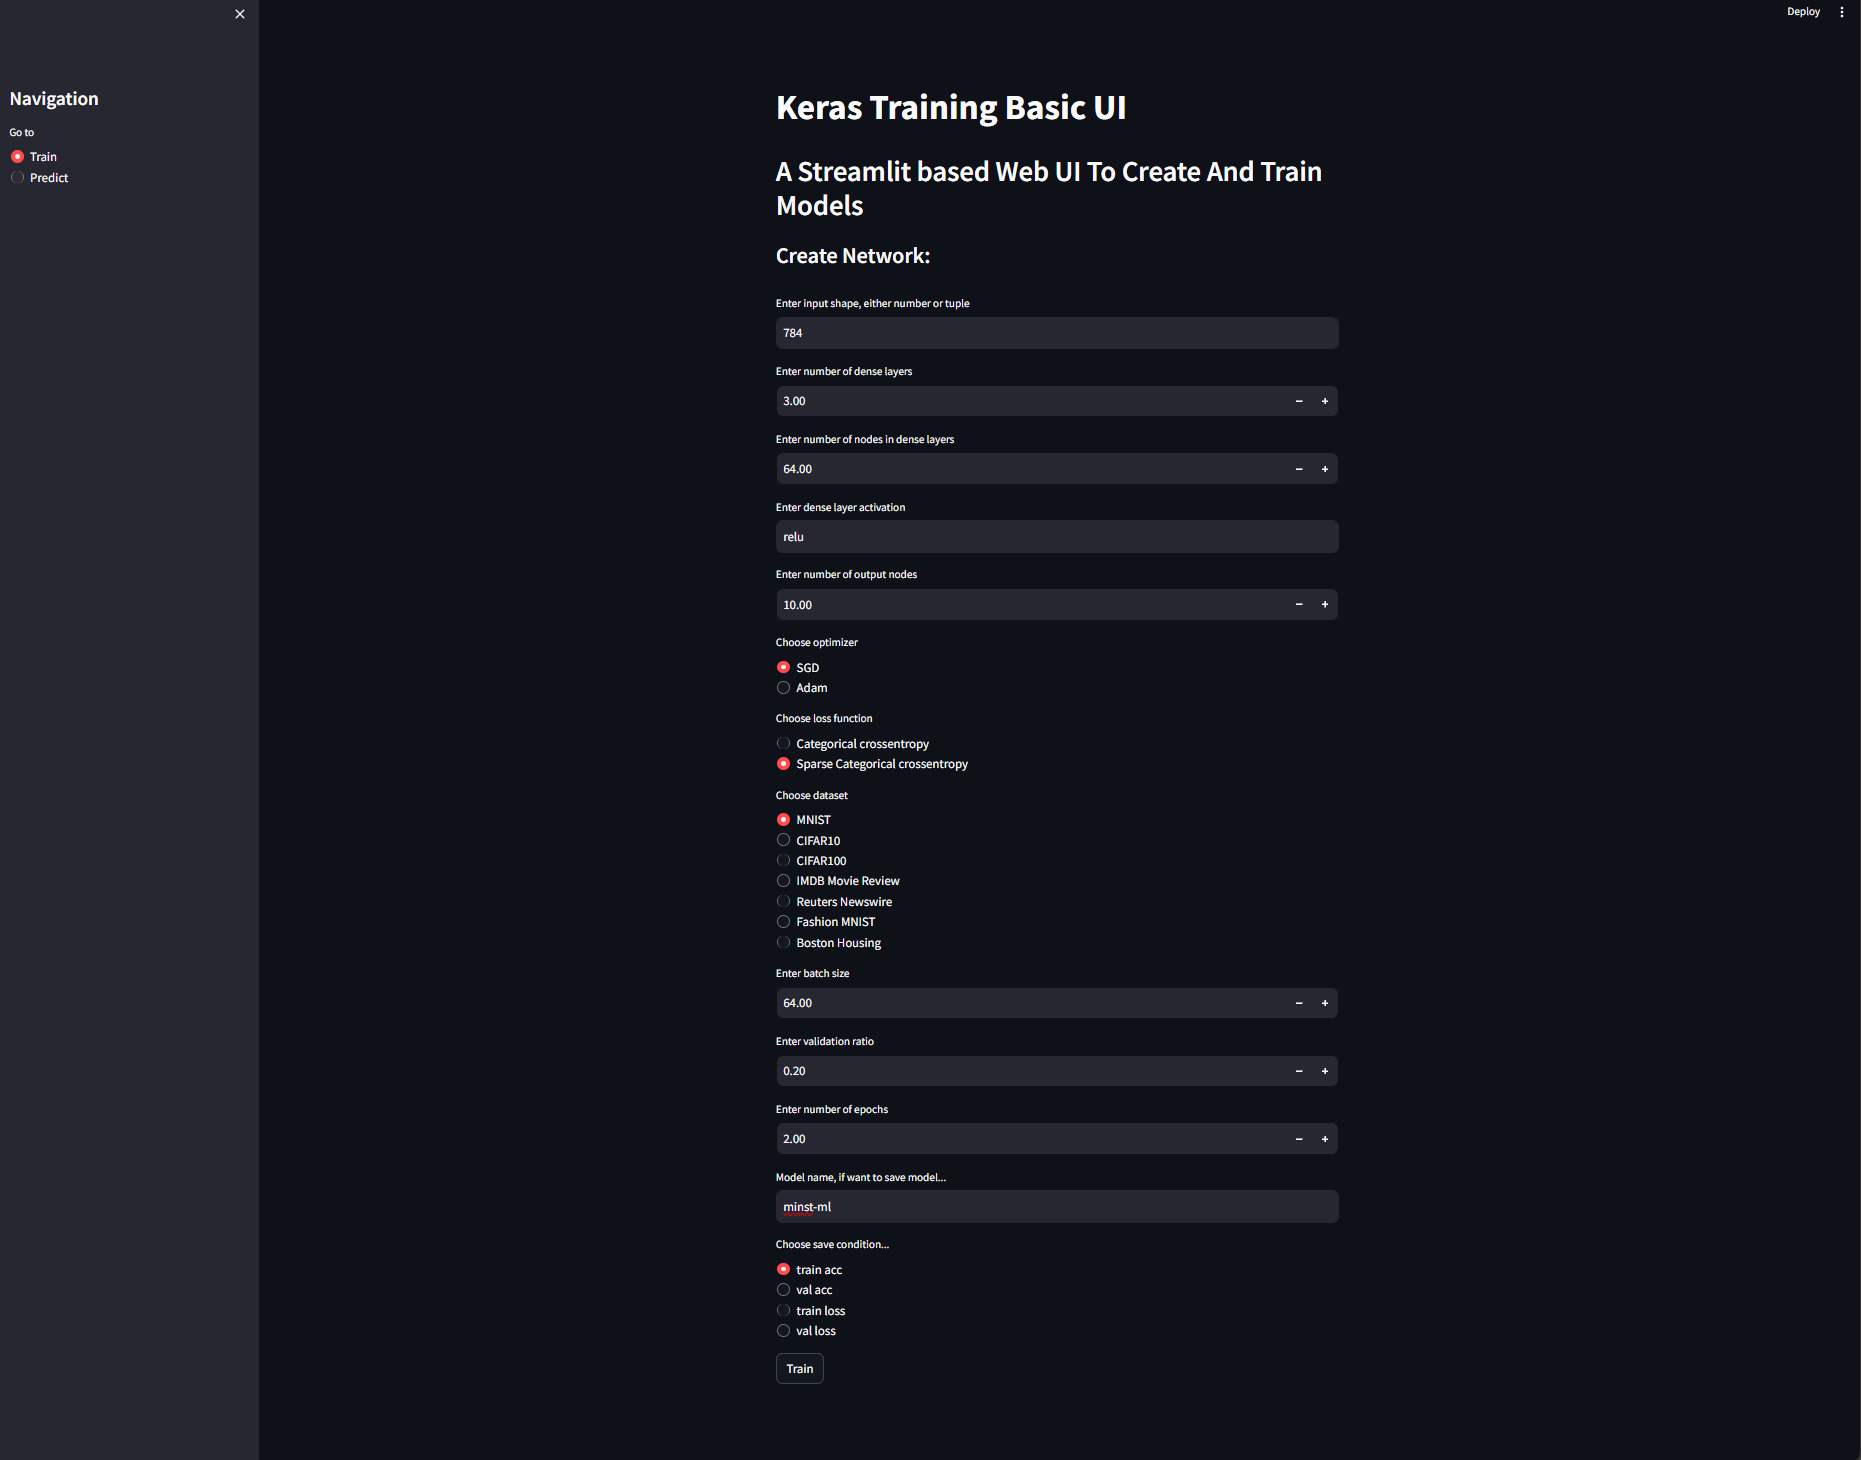 Deploy
Navigation
Go to
Train
Predict
Keras Training Basic UI
A Streamlit based Web UI To Create And Train
Models
Create Network:
Enter input shape, either number or tuple
784
Enter number of dense layers
3.00
Enter number of nodes in dense layers
64.00
Enter dense layer activation
relu
Enter number of output nodes
10.00
Choose optimizer
SGD
Adam
Choose loss function
Categorical crossentropy
Sparse Categorical crossentropy
Choose dataset
MNIST
CIFAR10
CIFAR100
IMDB Movie Review
Reuters Newswire
Fashion MNIST
Boston Housing
Enter batch size
64.00
Enter validation ratio
0.20
Enter number of epochs
2.00
Model name, if want to save model...
minst-ml
Choose save condition...
train acc
val acc
train loss
val loss
Train